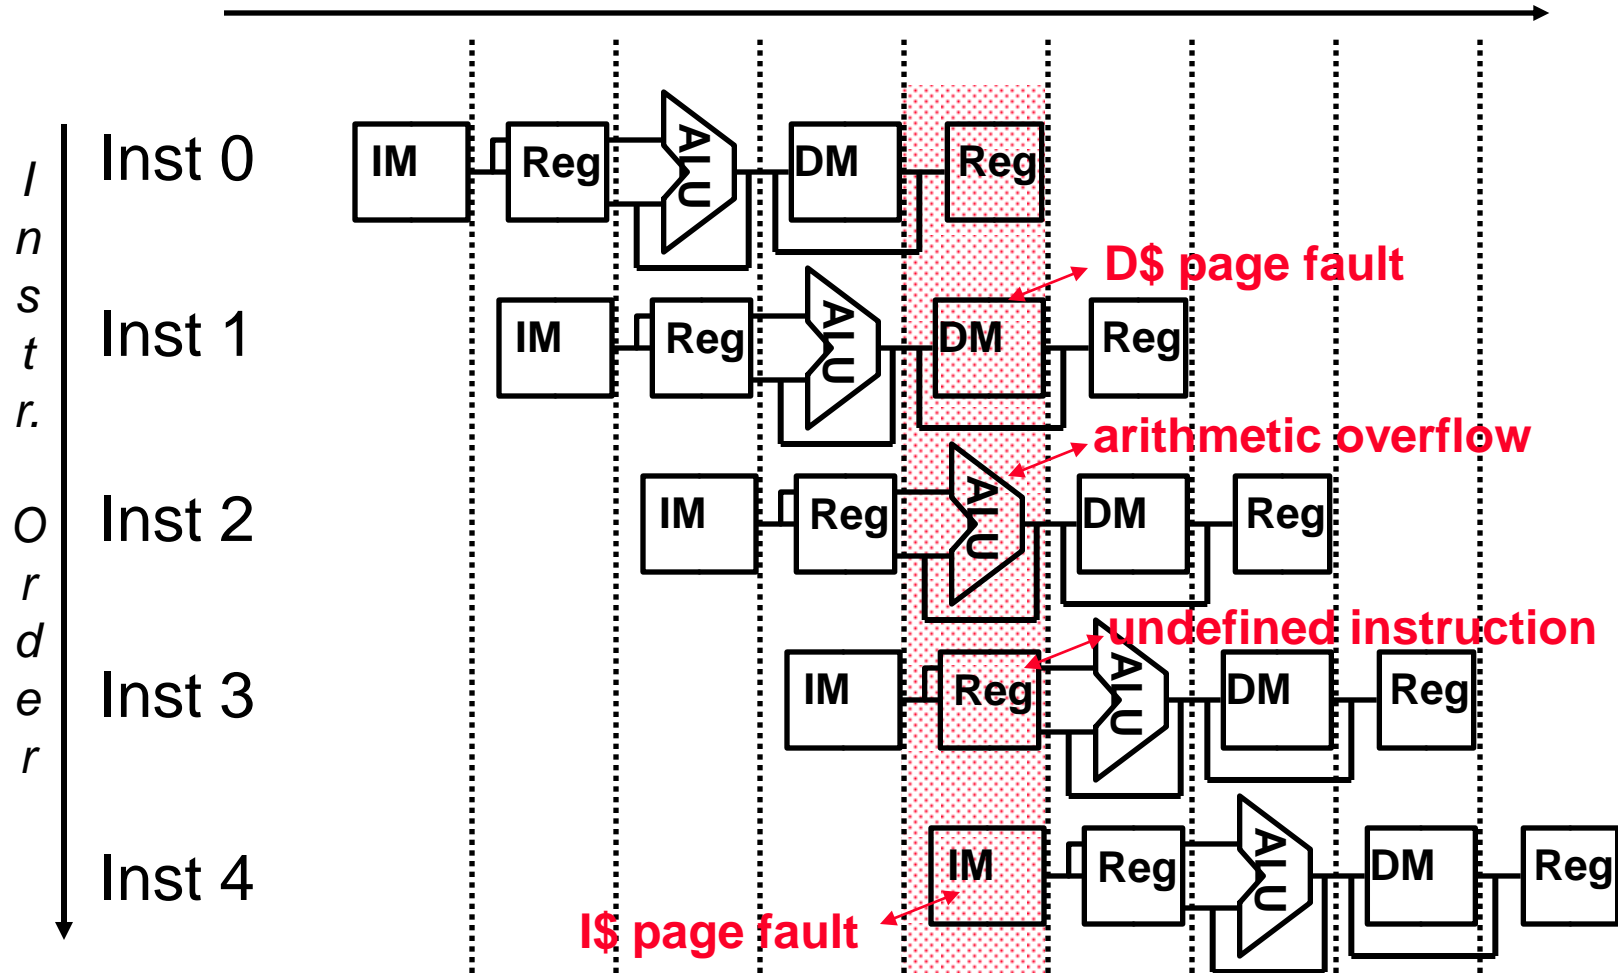 Instr. Order
Inst 0 IM Reg ALU DM Reg
D$ page fault
Inst 1 IM Reg ALU DM Reg
arithmetic overflow
Inst 2 IM Reg ALU DM Reg
undefined instruction
Inst 3 IM Reg ALU DM Reg
Inst 4 IM Reg ALU DM Reg
I$ page fault